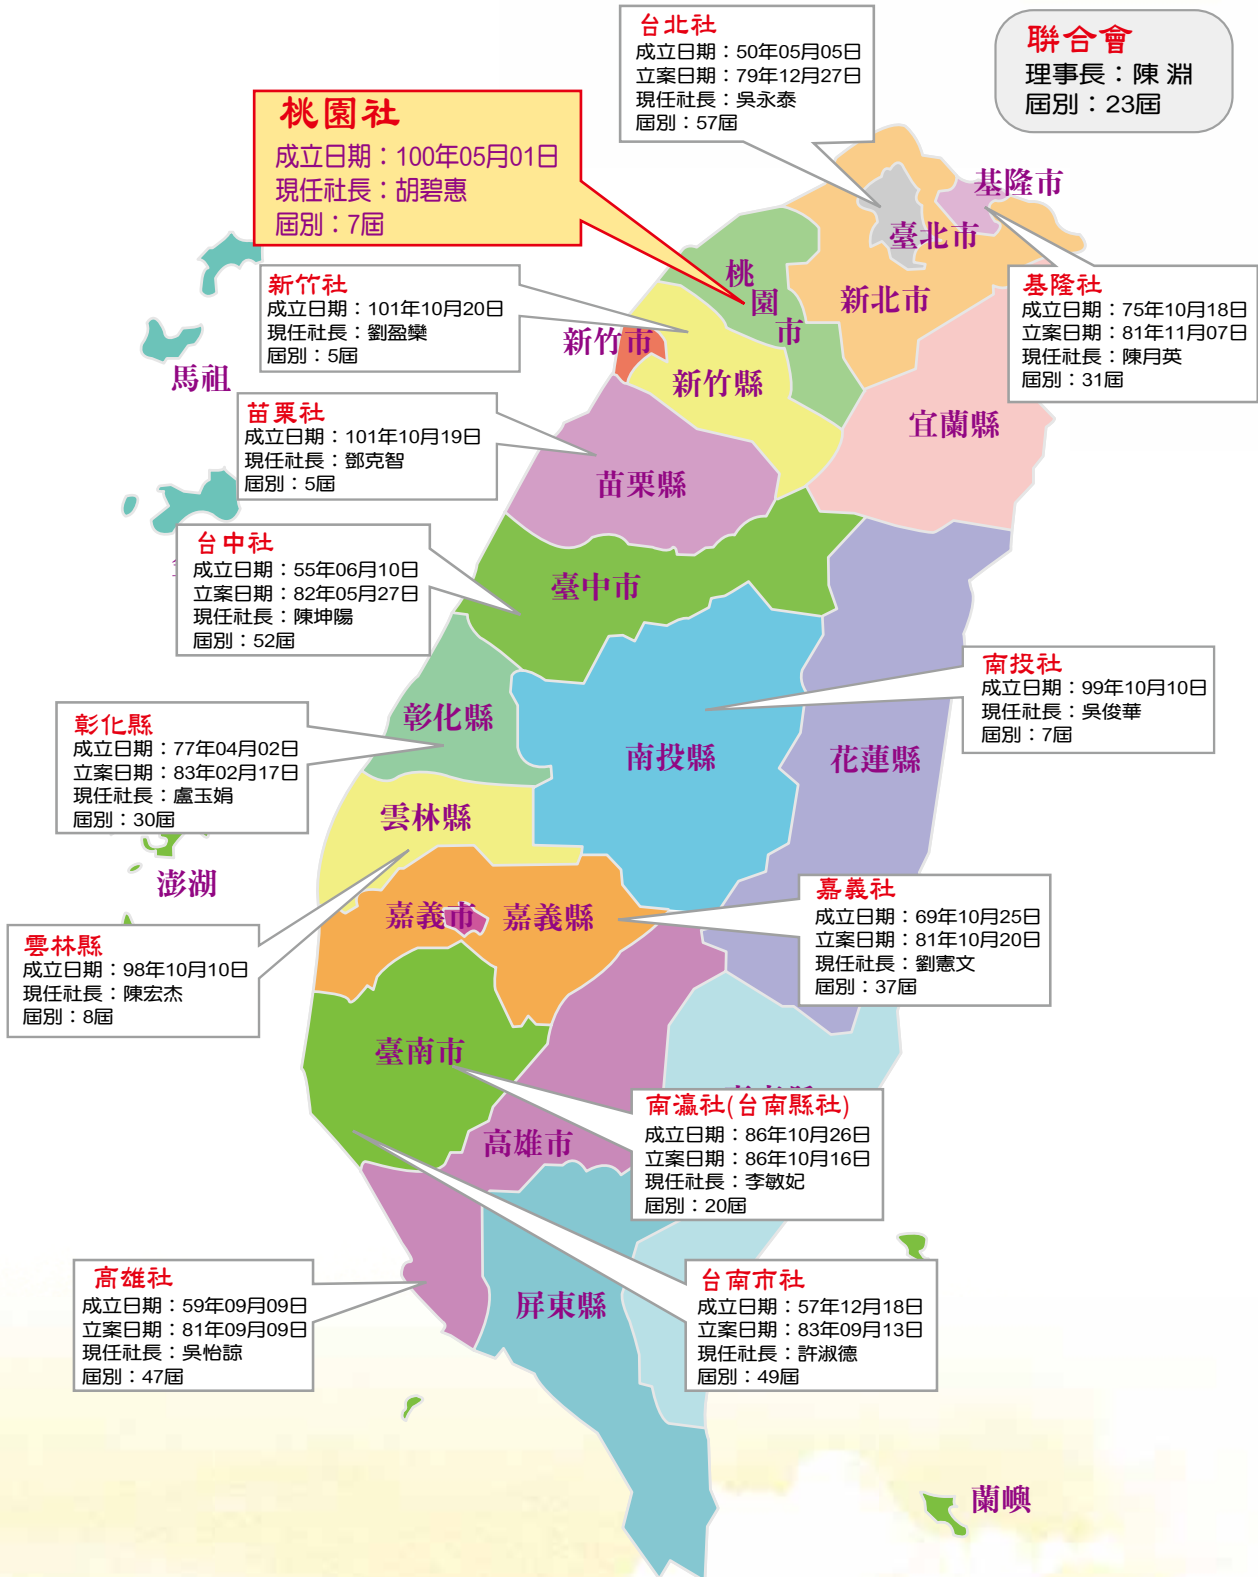 台北社
成立日期：50年05月05日
立案日期：79年12月27日
現任社長：吳永泰
屆別：57屆
聯合會
理事長：陳 淵
屆別：23屆
桃園社
成立日期：100年05月01日
現任社長：胡碧惠
屆別：7屆
基隆市
臺北市
新北市
桃園市
新竹社
成立日期：101年10月20日
現任社長：劉盈欒
屆別：5屆
基隆社
成立日期：75年10月18日
立案日期：81年11月07日
現任社長：陳月英
屆別：31屆
新竹市
新竹縣
馬祖
宜蘭縣
苗栗社
成立日期：101年10月19日
現任社長：鄧克智
屆別：5屆
苗栗縣
台中社
成立日期：55年06月10日
立案日期：82年05月27日
現任社長：陳坤陽
屆別：52屆
臺中市
南投社
成立日期：99年10月10日
現任社長：吳俊華
屆別：7屆
彰化縣
成立日期：77年04月02日
立案日期：83年02月17日
現任社長：盧玉娟
屆別：30屆
彰化縣
南投縣
花蓮縣
雲林縣
澎湖
嘉義社
成立日期：69年10月25日
立案日期：81年10月20日
現任社長：劉憲文
屆別：37屆
嘉義市
嘉義縣
雲林縣
成立日期：98年10月10日
現任社長：陳宏杰
屆別：8屆
臺南市
南瀛社(台南縣社)
成立日期：86年10月26日
立案日期：86年10月16日
現任社長：李敏妃
屆別：20屆
高雄市
高雄社
成立日期：59年09月09日
立案日期：81年09月09日
現任社長：吳怡諒
屆別：47屆
台南市社
成立日期：57年12月18日
立案日期：83年09月13日
現任社長：許淑德
屆別：49屆
屏東縣
蘭嶼